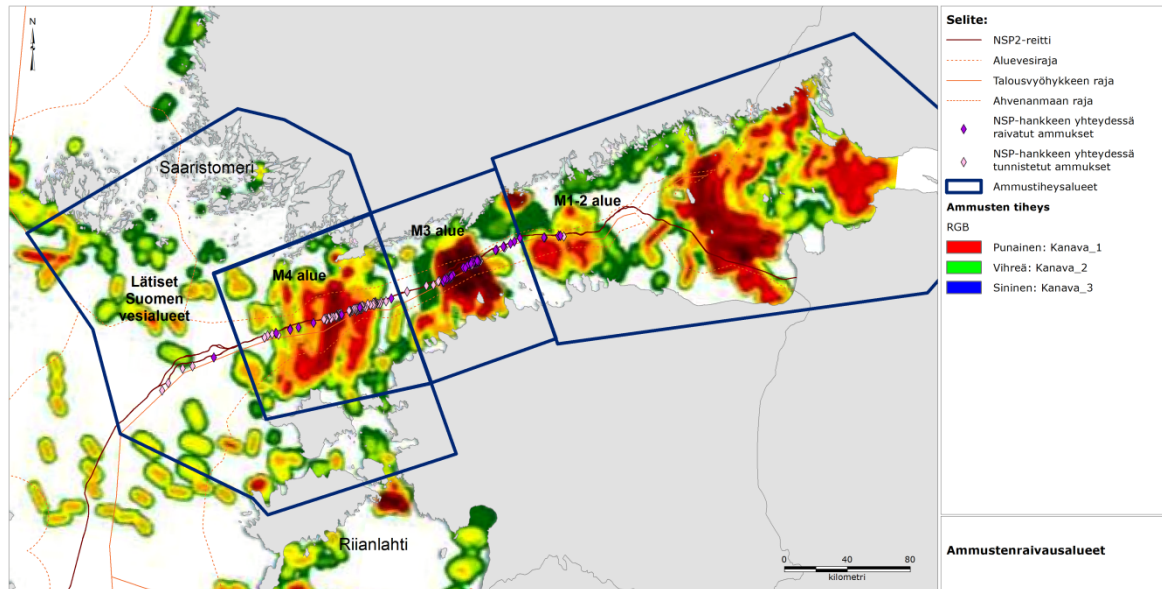 N
Saaristomeri
M1-2 alue
M3 alue
M4 alue
Lätiset
Suomen
vesialueet
Riianlahti
0 20 40 80
kilometri
Selite:
NSP2-reitti
Aluevesiraja
Talousvyöhykkeen raja
Ahvenanmaan raja
NSP-hankkeen yhteydessä
raivatut ammukset
NSP-hankkeen yhteydessä
tunnistetut ammukset
Ammustiheysalueet
Ammusten tiheys
RGB
Punainen: Kanava_1
Vihreä: Kanava_2
Sininen: Kanava_3
Ammustenraivausalueet